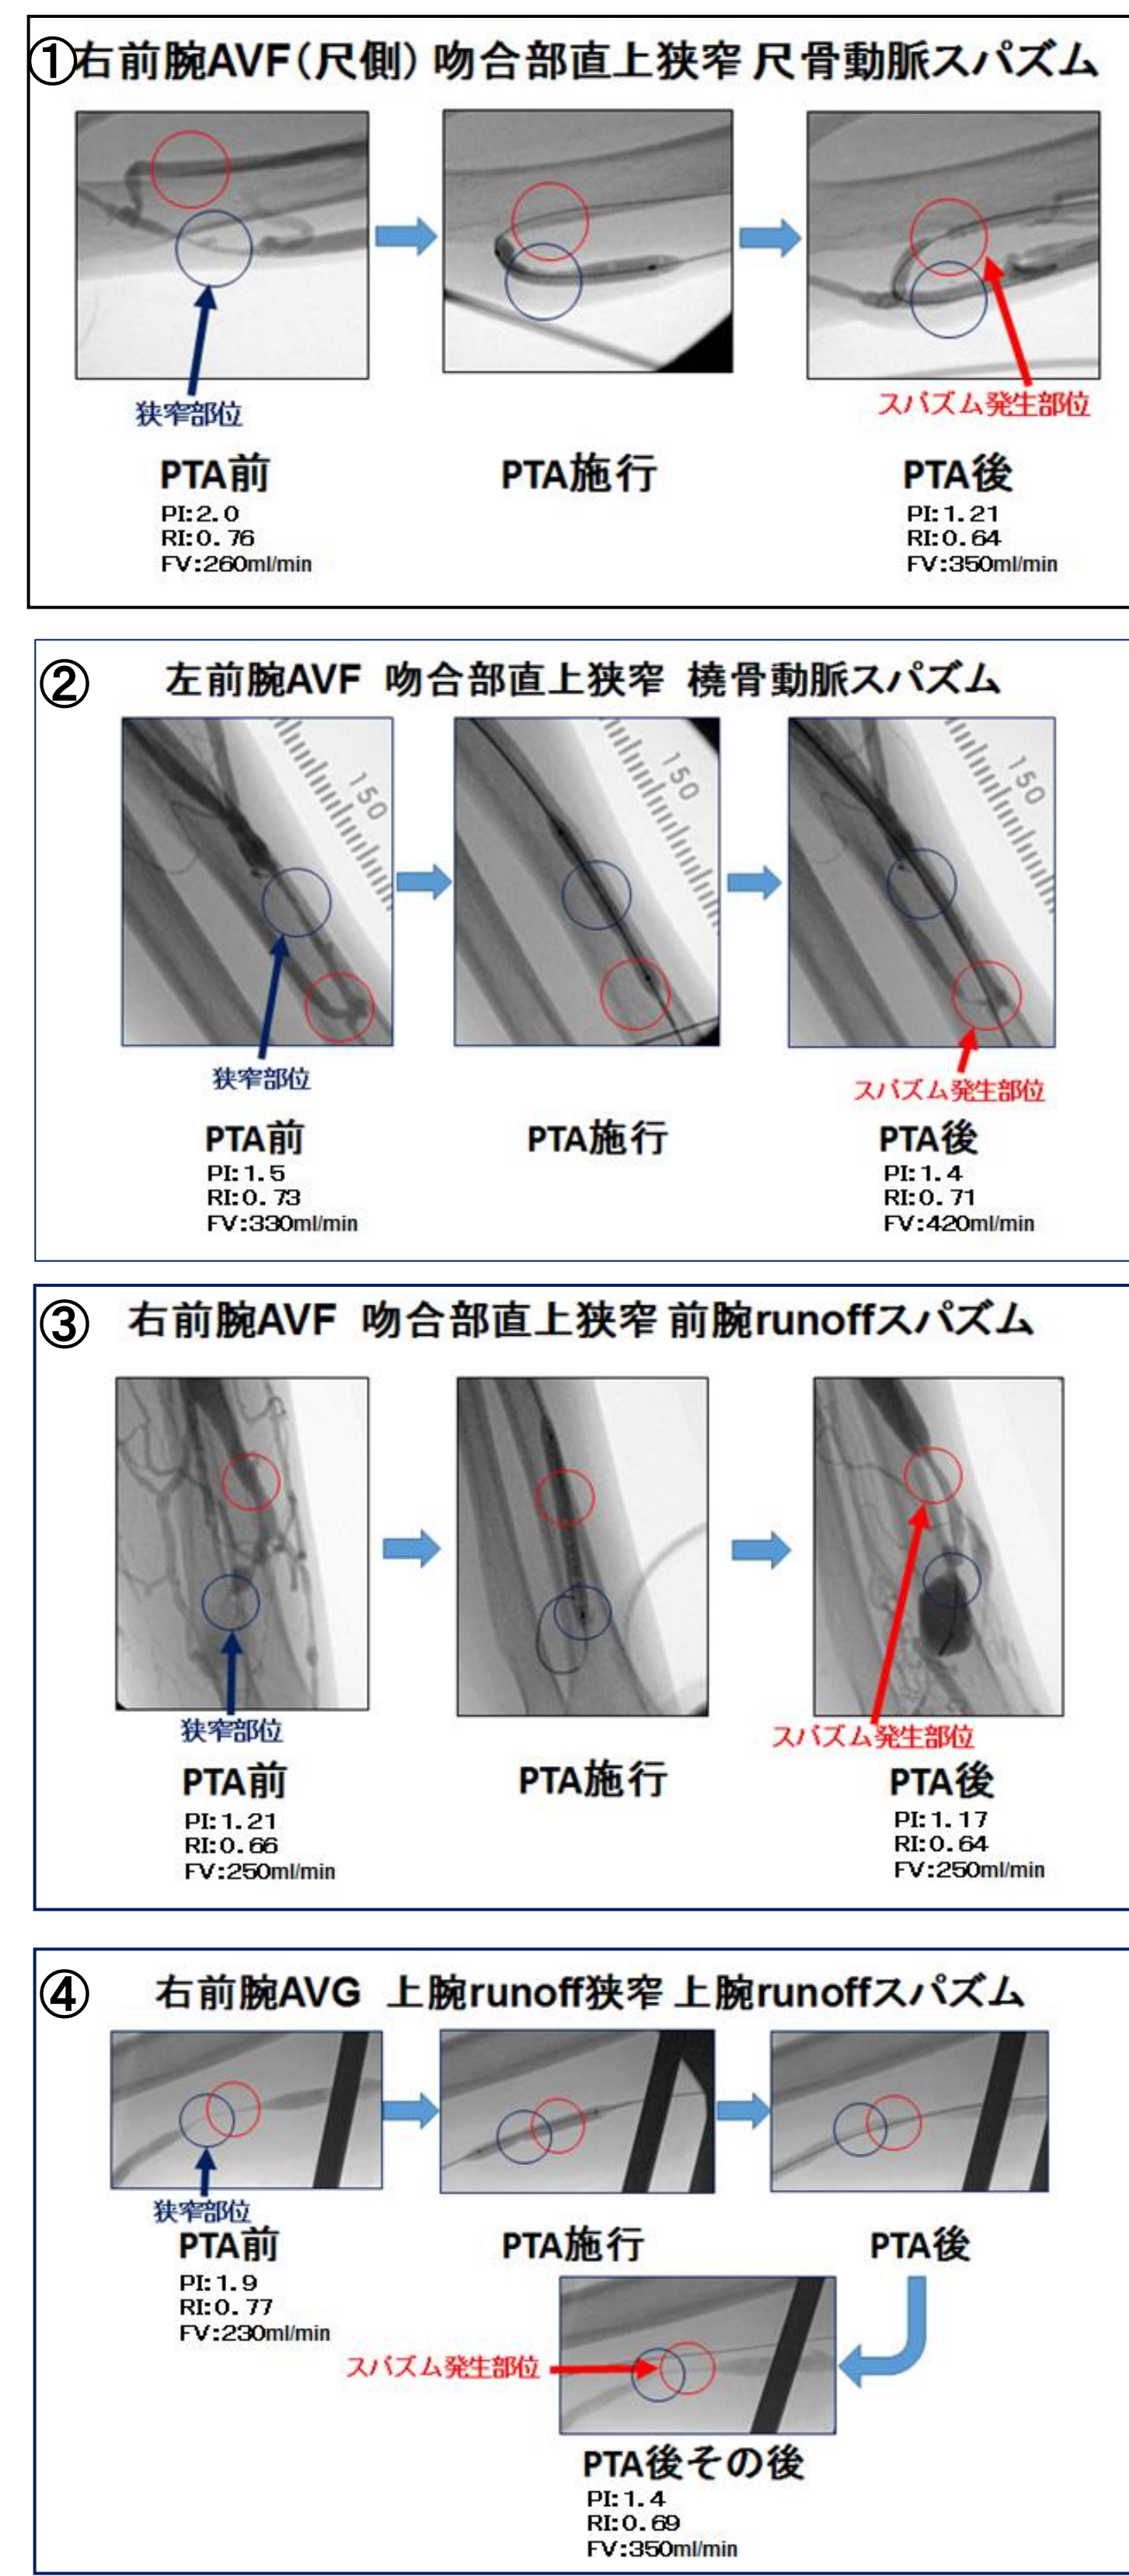 ①右前腕AVF(尺側) 吻合部直上狭窄 尺骨動脈スパズム
狭窄部位
スパズム発生部位
PTA前
PI:2.0
RI:0.76
FV:260ml/min
PTA施行
PTA後
PI:1.21
RI:0.64
FV:350ml/min
② 左前腕AVF 吻合部直上狭窄 橈骨動脈スパズム
150
150
150
狭窄部位
スパズム発生部位
PTA前
PI:1.5
RI:0.73
FV:330ml/min
PTA施行
PTA後
PI:1.4
RI:0.71
FV:420ml/min
③ 右前腕AVF 吻合部直上狭窄 前腕runoffスパズム
狭窄部位
スパズム発生部位
PTA前
PI:1.21
RI:0.66
FV:250ml/min
PTA施行
PTA後
PI:1.17
RI:0.64
FV:250ml/min
④ 右前腕AVG 上腕runoff狭窄 上腕runoffスパズム
狭窄部位
PTA前
PI:1.9
RI:0.77
FV:230ml/min
PTA施行
PTA後
スパズム発生部位
PTA後その後
PI:1.4
RI:0.69
FV:350ml/min